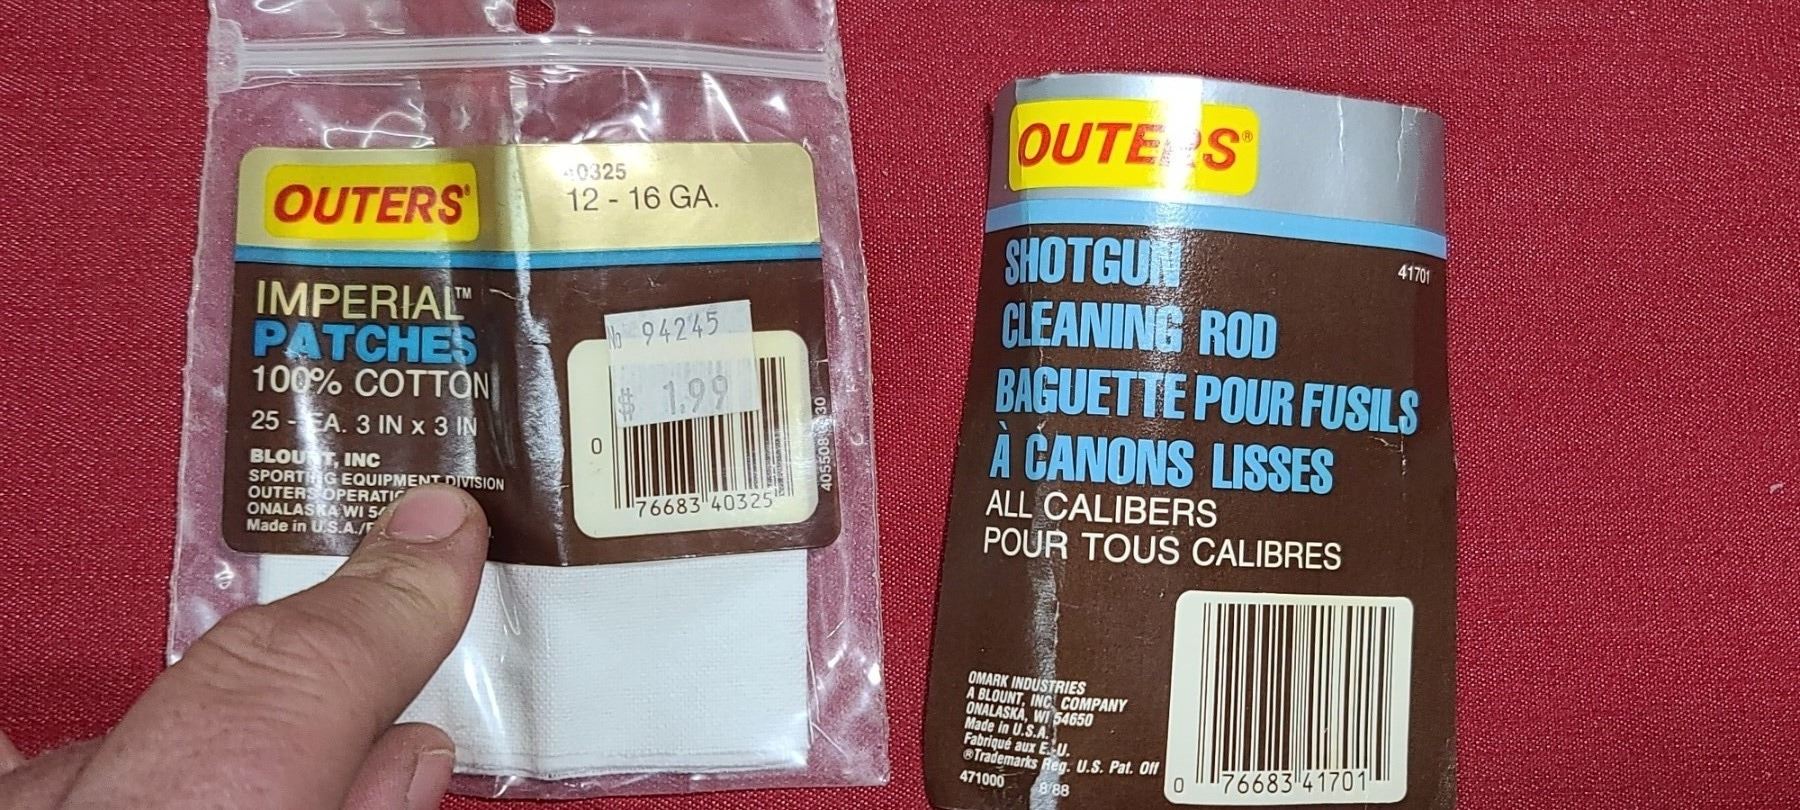 OUTERS®
40325
12 - 16 GA.
IMPERIAL™
PATCHES
100% COTTON
25 - EA. 3 IN x 3 IN
BLOUNT, INC
SPORTING EQUIPMENT DIVISION
OUTERS
ONALASKA WI
Made in U.S.A./
No 94245
$ 1.99
0 76683 40325
OUTERS®
SHOTGUN
41701
CLEANING ROD
BAGUETTE POUR FUSILS
À CANONS LISSES
ALL CALIBERS
POUR TOUS CALIBRES
OMARK INDUSTRIES
A BLOUNT, INC. COMPANY
ONALASKA, WI 54650
Made in U.S.A.
Fabriqué aux E.-U.
®Trademarks Reg. U.S. Pat. Off
471000 8/88
0 76683 41701